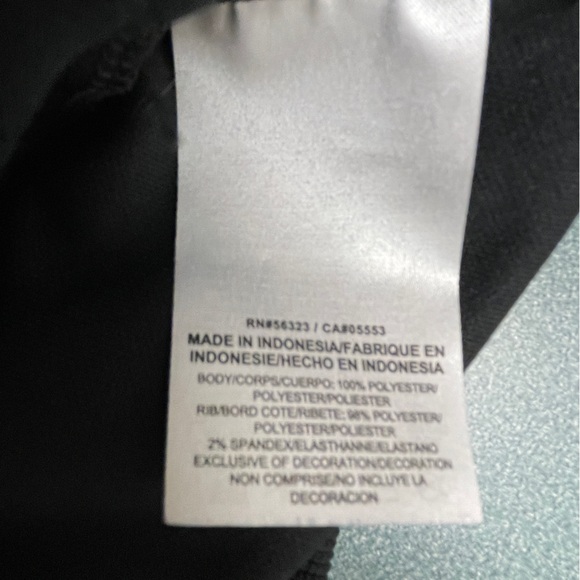 RN#56323 / CA#05553
MADE IN INDONESIA/FABRIQUE EN
INDONESIE/HECHO EN INDONESIA
BODY/CORPS/CUERPO: 100% POLYESTER/
POLYESTER/POLIESTER
RIB/BORD COTE/RIBETE: 98% POLYESTER/
POLYESTER/POLIESTER
2% SPANDEX/ELASTHANNE/ELASTANO
EXCLUSIVE OF DECORATION/DECORATION
NON COMPRISE/NO INCLUYE LA
DECORACION